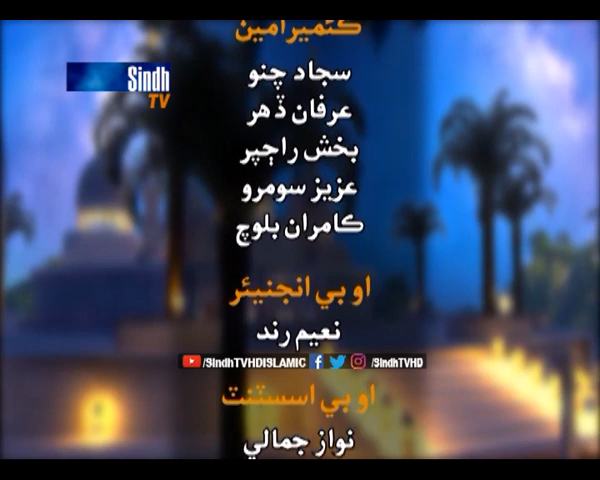 ڪئميرامين
Sindh
TV
سجاد چنو
عرفان ڏهر
بخش راڄپر
عزيز سومرو
ڪامران بلوچ
او بي انجنيئر
نعيم رند
/SindhTVHDISLAMIC /SindhTVHD
او بي اسسٽنٽ
نواز جمالي